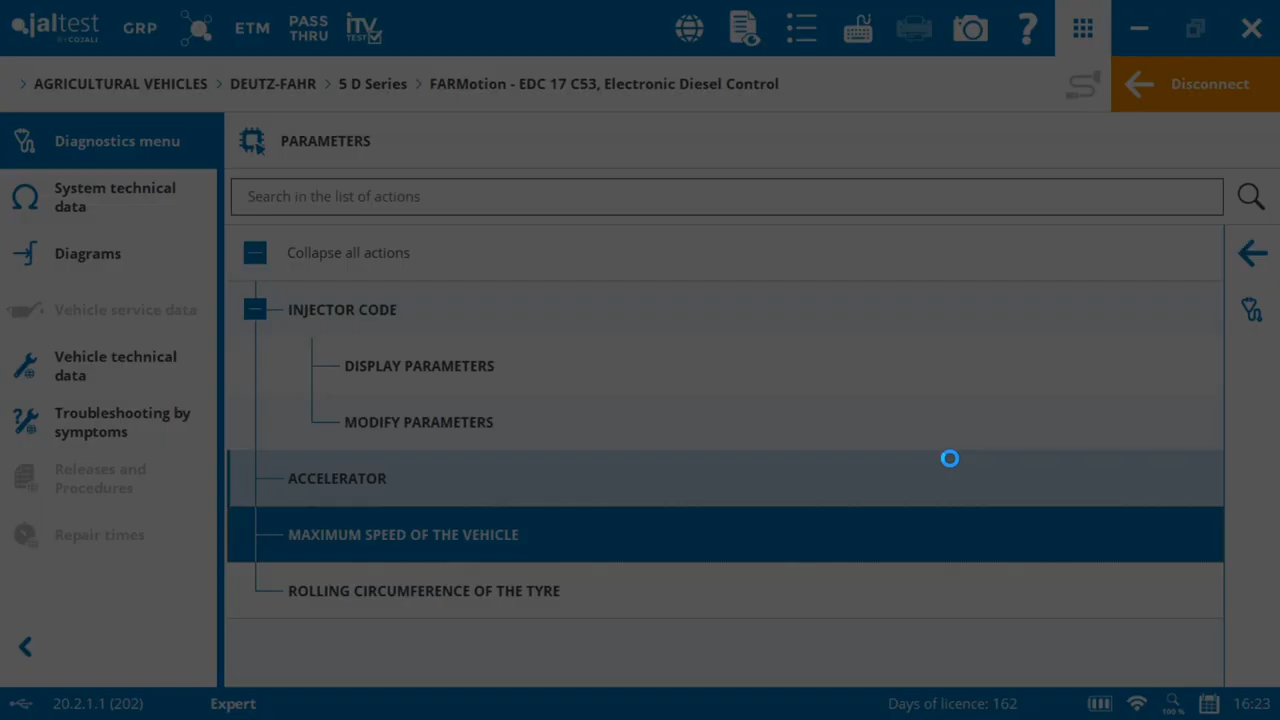 jaltest
BY COJALI
GRP
ETM
PASS
THRU
itv
TEST
AGRICULTURAL VEHICLES
DEUTZ-FAHR
5 D Series
FARMotion - EDC 17 C53, Electronic Diesel Control
Disconnect
Diagnostics menu
System technical
data
Diagrams
Vehicle service data
Vehicle technical
data
Troubleshooting by
symptoms
Releases and
Procedures
Repair times
PARAMETERS
Search in the list of actions
Collapse all actions
INJECTOR CODE
DISPLAY PARAMETERS
MODIFY PARAMETERS
ACCELERATOR
MAXIMUM SPEED OF THE VEHICLE
ROLLING CIRCUMFERENCE OF THE TYRE
20.2.1.1 (202)
Expert
Days of licence: 162
100 %
16:23